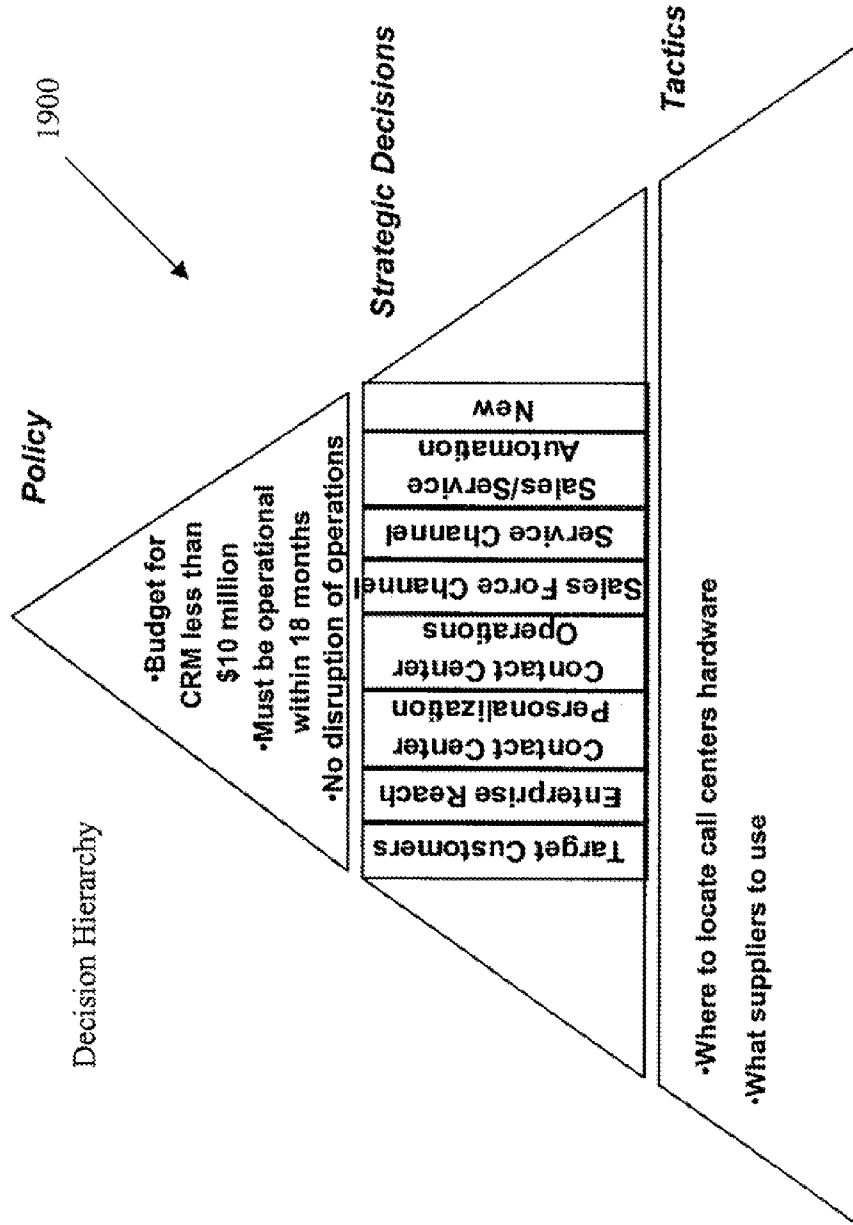 Decision Hierarchy
1900
Policy
•Budget for
CRM less than
$10 million
•Must be operational
within 18 months
•No disruption of operations
Strategic Decisions
Target Customers
Enterprise Reach
Contact Center
Personalization
Contact Center
Operations
Sales Force Channel
Service Channel
Sales/Service
Automation
New
Tactics
•Where to locate call centers hardware
•What suppliers to use